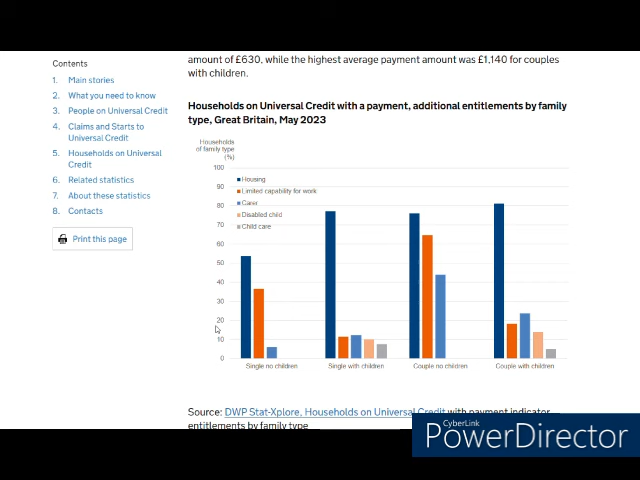 Contents
1. Main stories
2. What you need to know
3. People on Universal Credit
4. Claims and Starts to
Universal Credit
5. Households on Universal
Credit
6. Related statistics
7. About these statistics
8. Contacts
Print this page
amount of £630, while the highest average payment amount was £1,140 for couples
with children.
Households on Universal Credit with a payment, additional entitlements by family
type, Great Britain, May 2023
Households
of family type
(%)
100
90
80
70
60
50
40
30
20
10
0
Housing
Limited capability for work
Carer
Disabled child
Child care
Single no children
Single with children
Couple no children
Couple with children
Source: DWP Stat-Xplore, Households on Universal Credit with payment indicator
entitlements by family type
CyberLink
PowerDirector